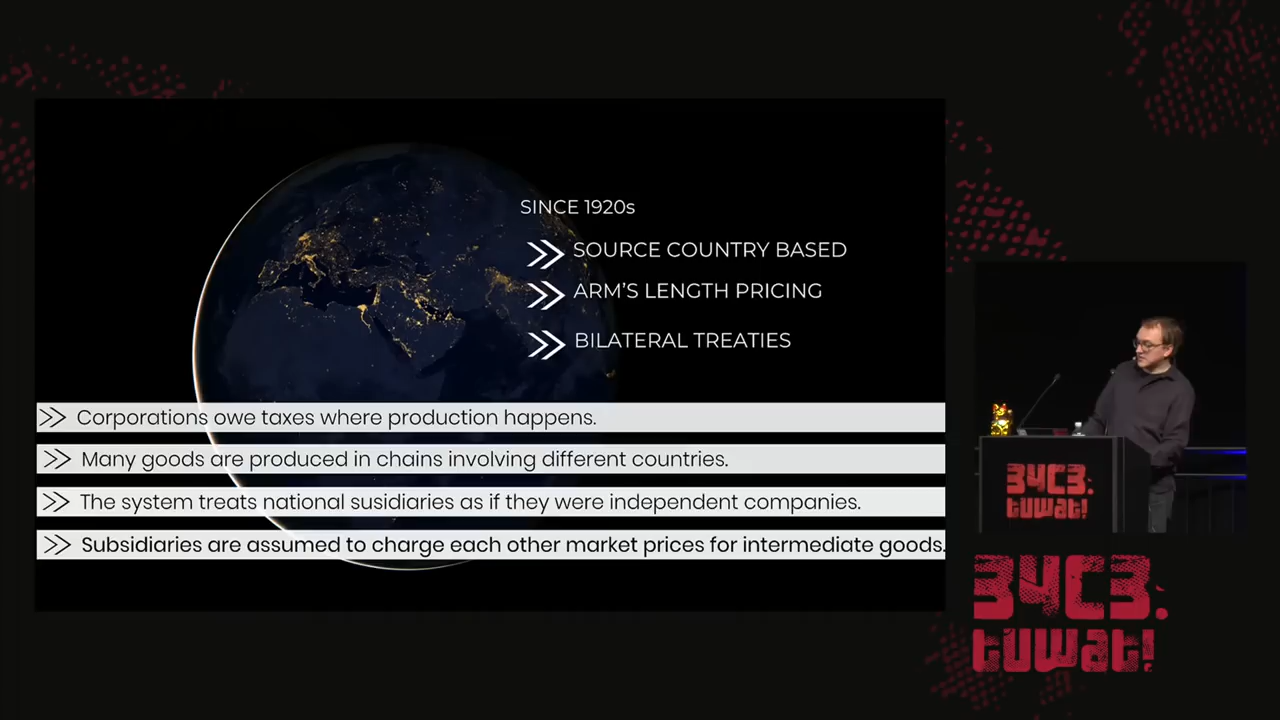 SINCE 1920s
SOURCE COUNTRY BASED
ARM'S LENGTH PRICING
BILATERAL TREATIES
Corporations owe taxes where production happens.
Many goods are produced in chains involving different countries.
The system treats national susidiaries as if they were independent companies.
Subsidiaries are assumed to charge each other market prices for intermediate goods.
34C3.
tuwat!
34C3.
tuwat!